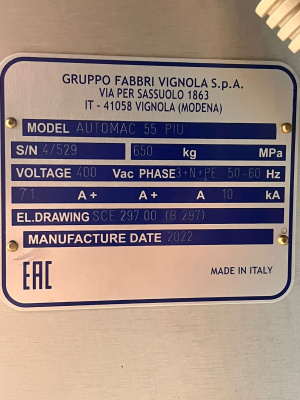 GRUPPO FABBRI VIGNOLA S.p.A.
VIA PER SASSUOLO 1863
IT - 41058 VIGNOLA (MODENA)
MODEL AUTOMAC 55 PIU
S/N 4/529 650 kg MPa
VOLTAGE 400 Vac PHASE 3+N+PE 50-60 Hz
71 A+ A+ A 10 kA
EL.DRAWING SCE 297.00 (B 297)
MANUFACTURE DATE 2022
EAC MADE IN ITALY